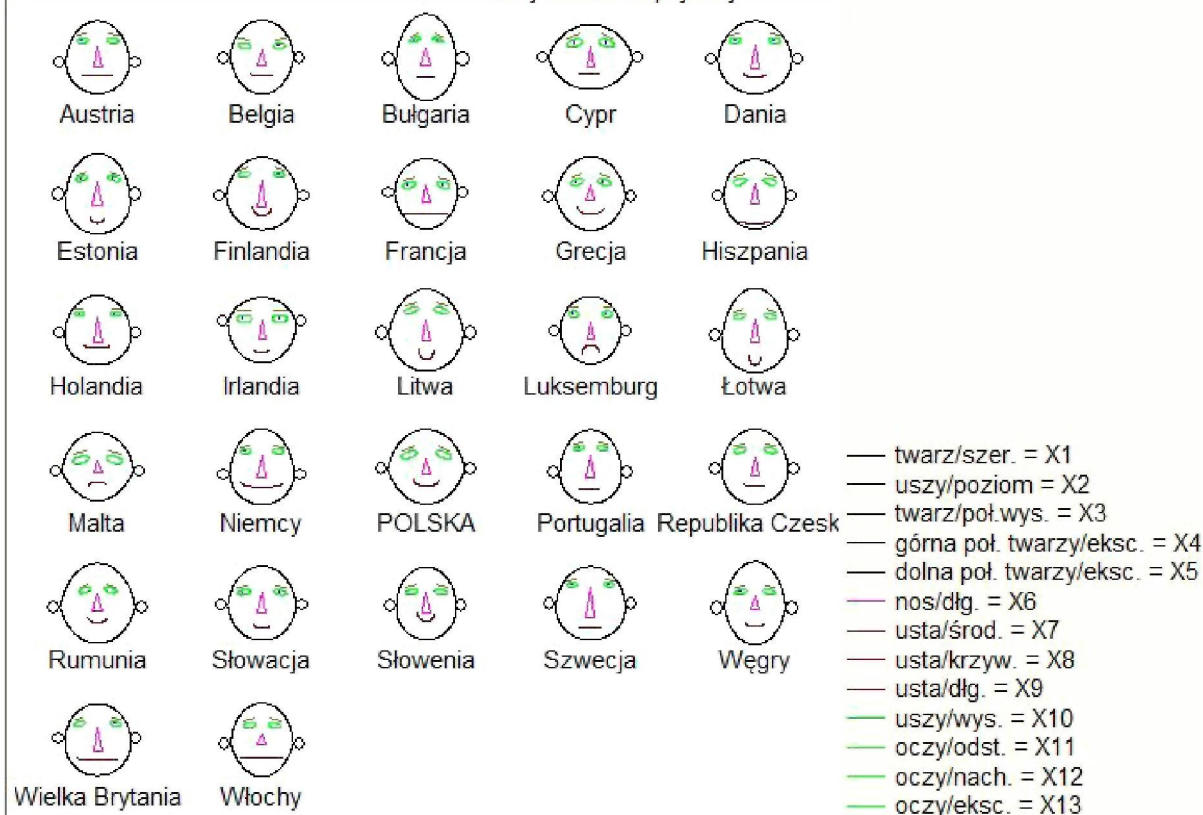 Austria Belgia Bułgaria Cypr Dania
Estonia Finlandia Francja Grecja Hiszpania
Holandia Irlandia Litwa Luksemburg Łotwa
Malta Niemcy POLSKA Portugalia Republika Czesk
Rumunia Słowacja Słowenia Szwecja Węgry
Wielka Brytania Włochy
twarz/szer. = X1
uszy/poziom = X2
twarz/poł.wys. = X3
górna poł. twarzy/eksc. = X4
dolna poł. twarzy/eksc. = X5
nos/dłg. = X6
usta/środ. = X7
usta/krzyw. = X8
usta/dłg. = X9
uszy/wys. = X10
oczy/odst. = X11
oczy/nach. = X12
oczy/eksc. = X13